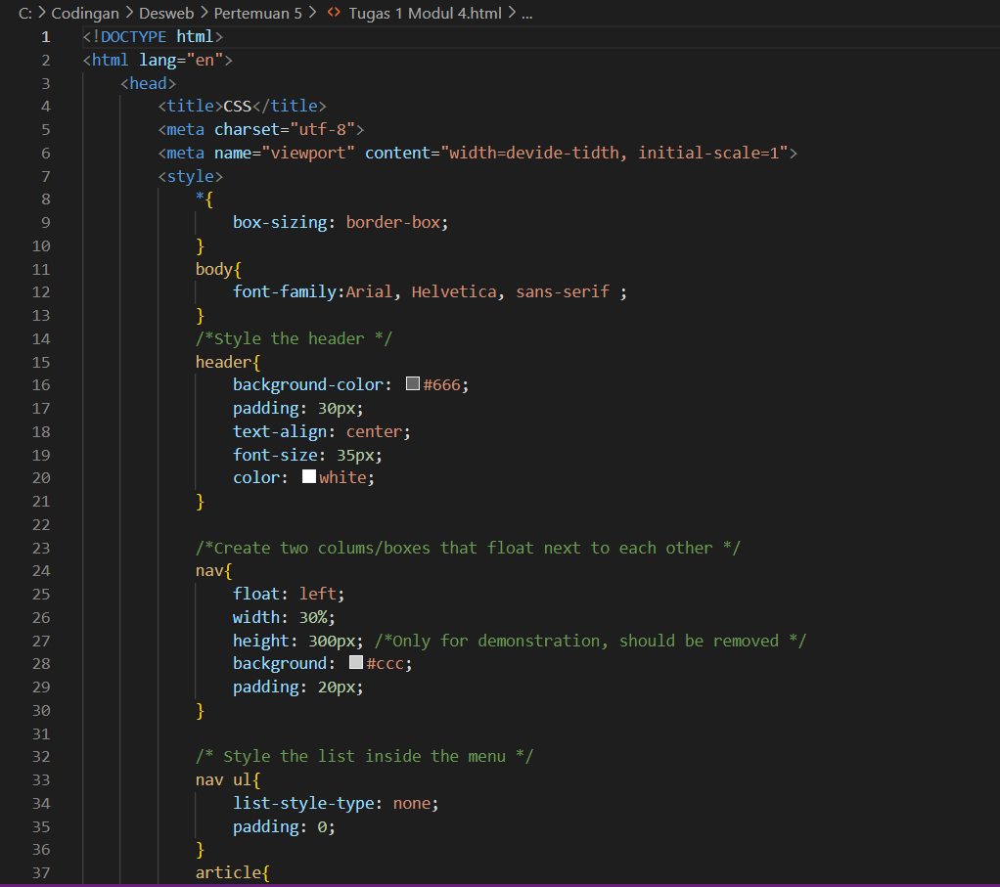 C: > Codingan > Desweb > Pertemuan 5 > <> Tugas 1 Modul 4.html > ...
1 <!DOCTYPE html>
2 <html lang="en">
3 <head>
4 <title>CSS</title>
5 <meta charset="utf-8">
6 <meta name="viewport" content="width=devide-tidth, initial-scale=1">
7 <style>
8 *{
9 box-sizing: border-box;
10 }
11 body{
12 font-family:Arial, Helvetica, sans-serif ;
13 }
14 /*Style the header */
15 header{
16 background-color: #666;
17 padding: 30px;
18 text-align: center;
19 font-size: 35px;
20 color: white;
21 }
22
23 /*Create two colums/boxes that float next to each other */
24 nav{
25 float: left;
26 width: 30%;
27 height: 300px; /*Only for demonstration, should be removed */
28 background: #ccc;
29 padding: 20px;
30 }
31
32 /* Style the list inside the menu */
33 nav ul{
34 list-style-type: none;
35 padding: 0;
36 }
37 article{